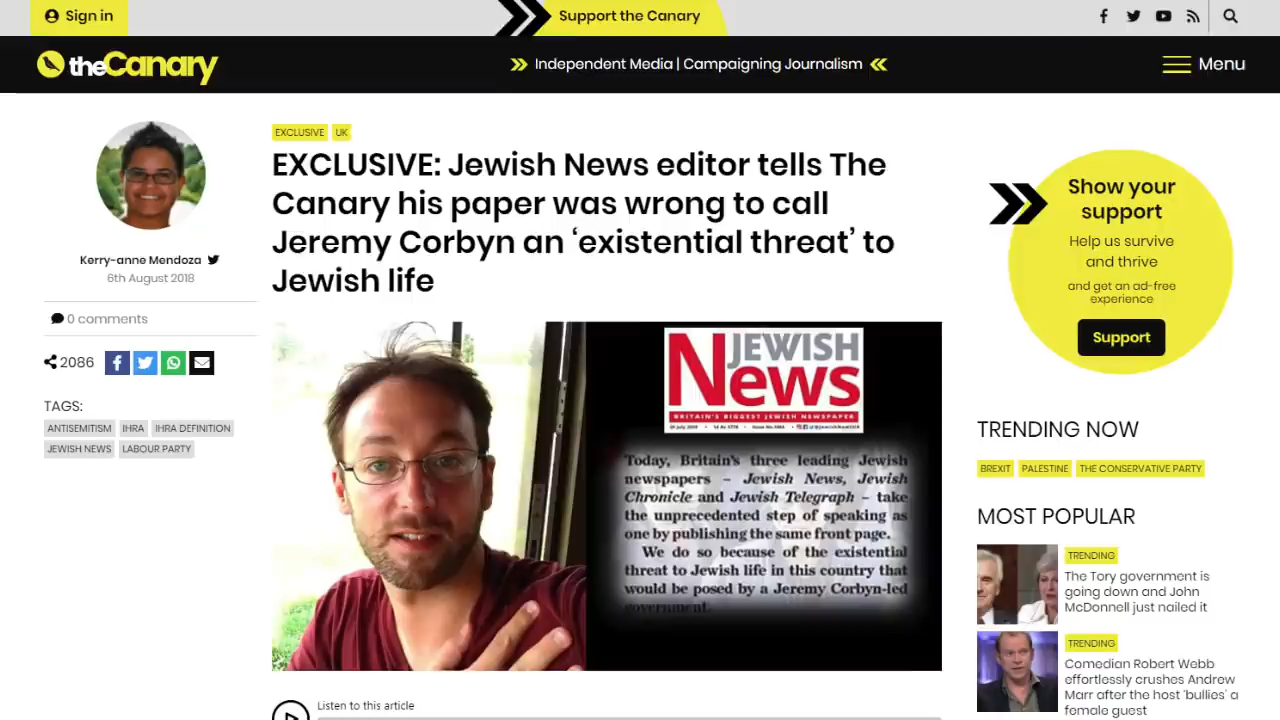 Sign in
Support the Canary
theCanary
Independent Media | Campaigning Journalism
Menu
Kerry-anne Mendoza
6th August 2018
0 comments
2086
TAGS:
ANTISEMITISM
IHRA
IHRA DEFINITION
JEWISH NEWS
LABOUR PARTY
EXCLUSIVE
UK
EXCLUSIVE: Jewish News editor tells The
Canary his paper was wrong to call
Jeremy Corbyn an ‘existential threat’ to
Jewish life
JEWISH
News
BRITAIN'S BIGGEST JEWISH NEWSPAPER
Today, Britain's three leading Jewish
newspapers – Jewish News, Jewish
Chronicle and Jewish Telegraph – take
the unprecedented step of speaking as
one by publishing the same front page.
We do so because of the existential
threat to Jewish life in this country that
would be posed by a Jeremy Corbyn-led
government.
Listen to this article
Show your
support
Help us survive
and thrive
and get an ad-free
experience
Support
TRENDING NOW
BREXIT
PALESTINE
THE CONSERVATIVE PARTY
MOST POPULAR
TRENDING
The Tory government is
going down and John
McDonnell just nailed it
TRENDING
Comedian Robert Webb
effortlessly crushes Andrew
Marr after the host ‘bullies’ a
female guest